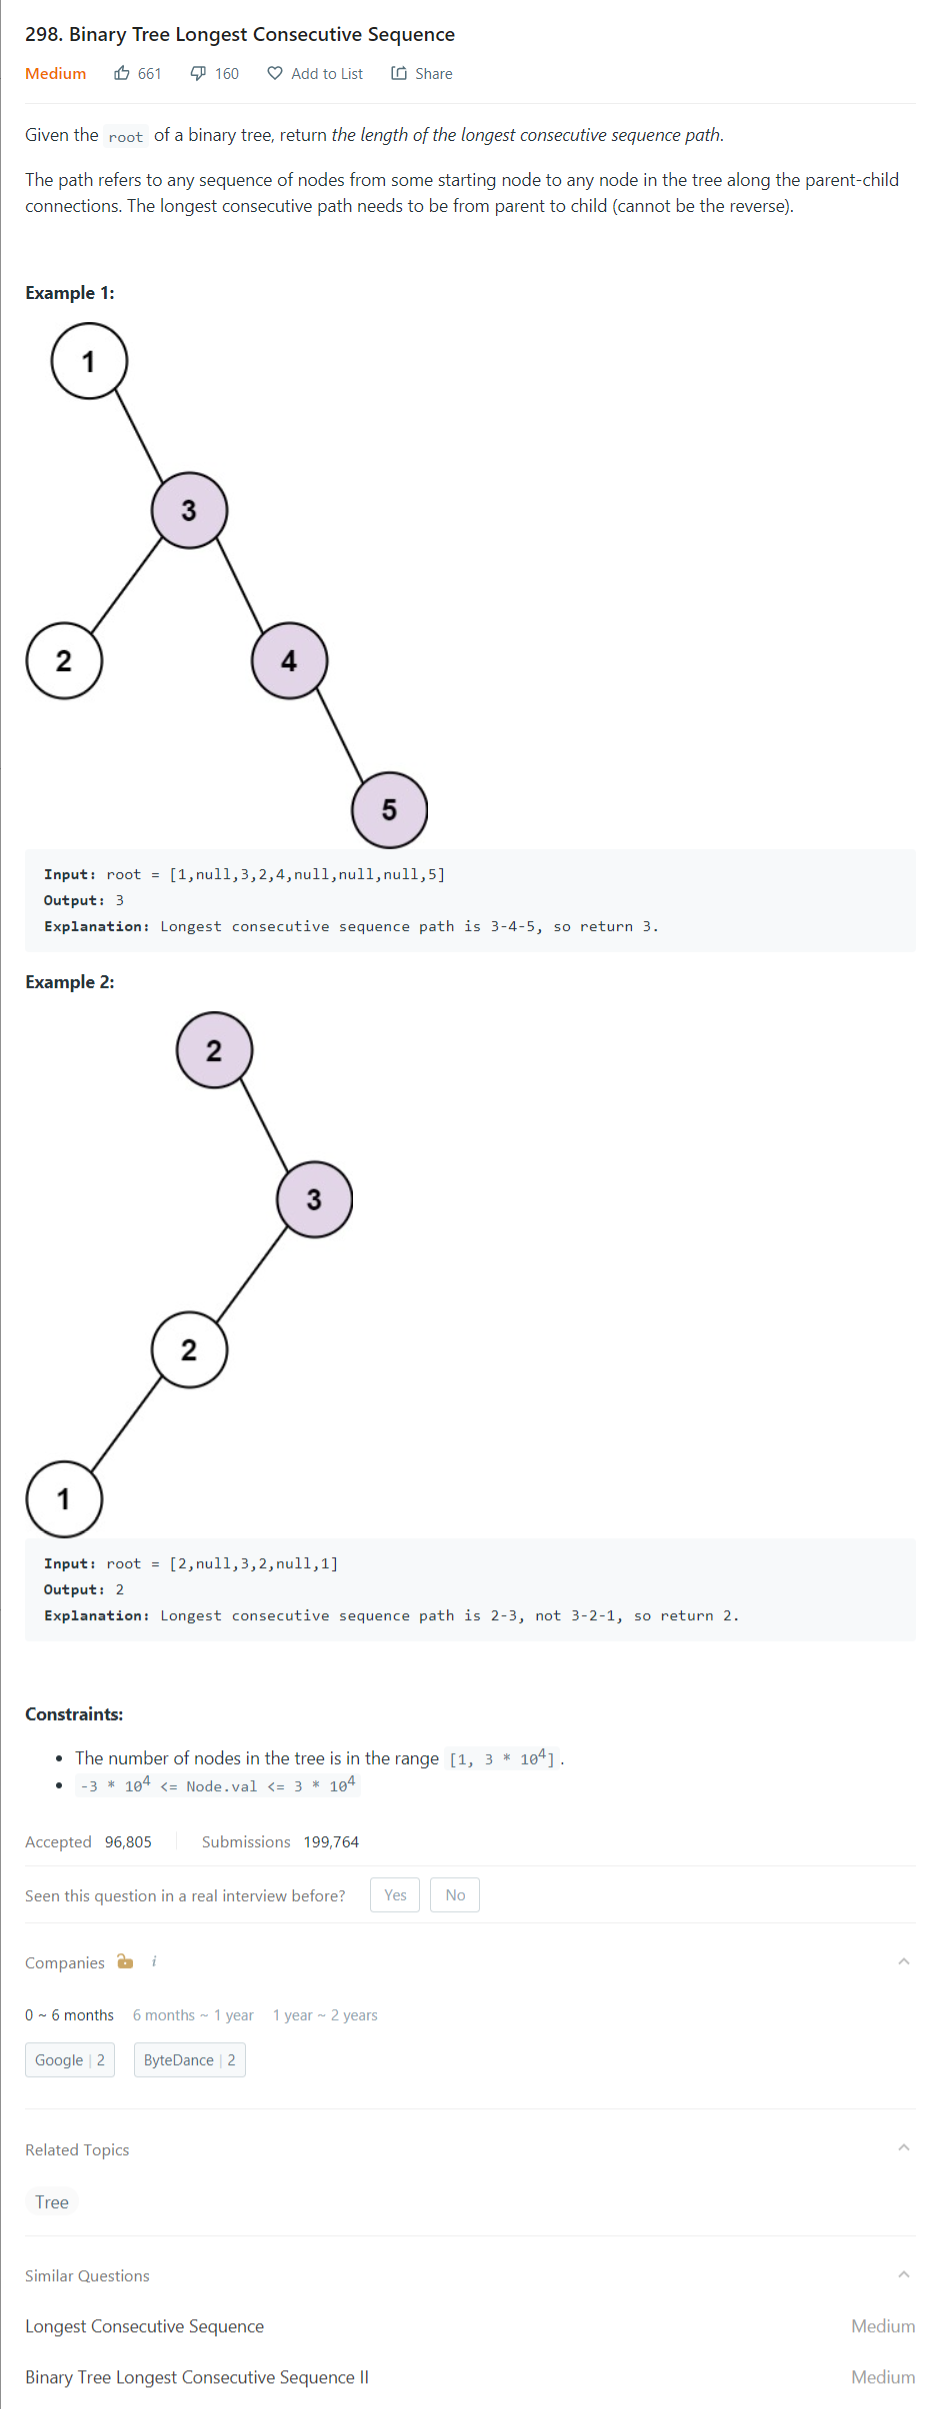 298. Binary Tree Longest Consecutive Sequence
Medium 661 160 Add to List Share
Given the root of a binary tree, return the length of the longest consecutive sequence path.
The path refers to any sequence of nodes from some starting node to any node in the tree along the parent-child
connections. The longest consecutive path needs to be from parent to child (cannot be the reverse).
Example 1:
1
3
2 4
5
Input: root = [1,null,3,2,4,null,null,null,5]
Output: 3
Explanation: Longest consecutive sequence path is 3-4-5, so return 3.
Example 2:
2
3
2
1
Input: root = [2,null,3,2,null,1]
Output: 2
Explanation: Longest consecutive sequence path is 2-3, not 3-2-1, so return 2.
Constraints:
• The number of nodes in the tree is in the range [1, 3 * 10⁴].
• -3 * 10⁴ <= Node.val <= 3 * 10⁴
Accepted 96,805 Submissions 199,764
Seen this question in a real interview before? Yes No
Companies i
0 ~ 6 months 6 months ~ 1 year 1 year ~ 2 years
Google | 2 ByteDance | 2
Related Topics
Tree
Similar Questions
Longest Consecutive Sequence Medium
Binary Tree Longest Consecutive Sequence II Medium